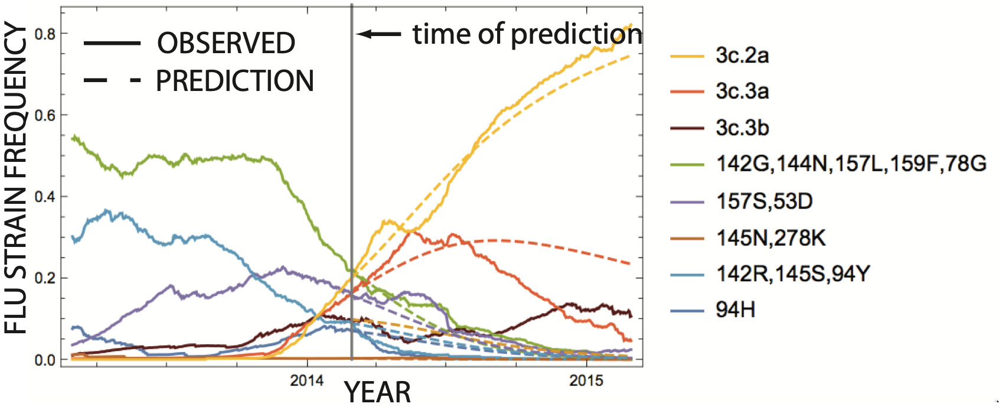 FLU STRAIN FREQUENCY
0.8
0.6
0.4
0.2
0.0
OBSERVED
PREDICTION
time of prediction
2014
2015
YEAR
3c.2a
3c.3a
3c.3b
142G,144N,157L,159F,78G
157S,53D
145N,278K
142R,145S,94Y
94H